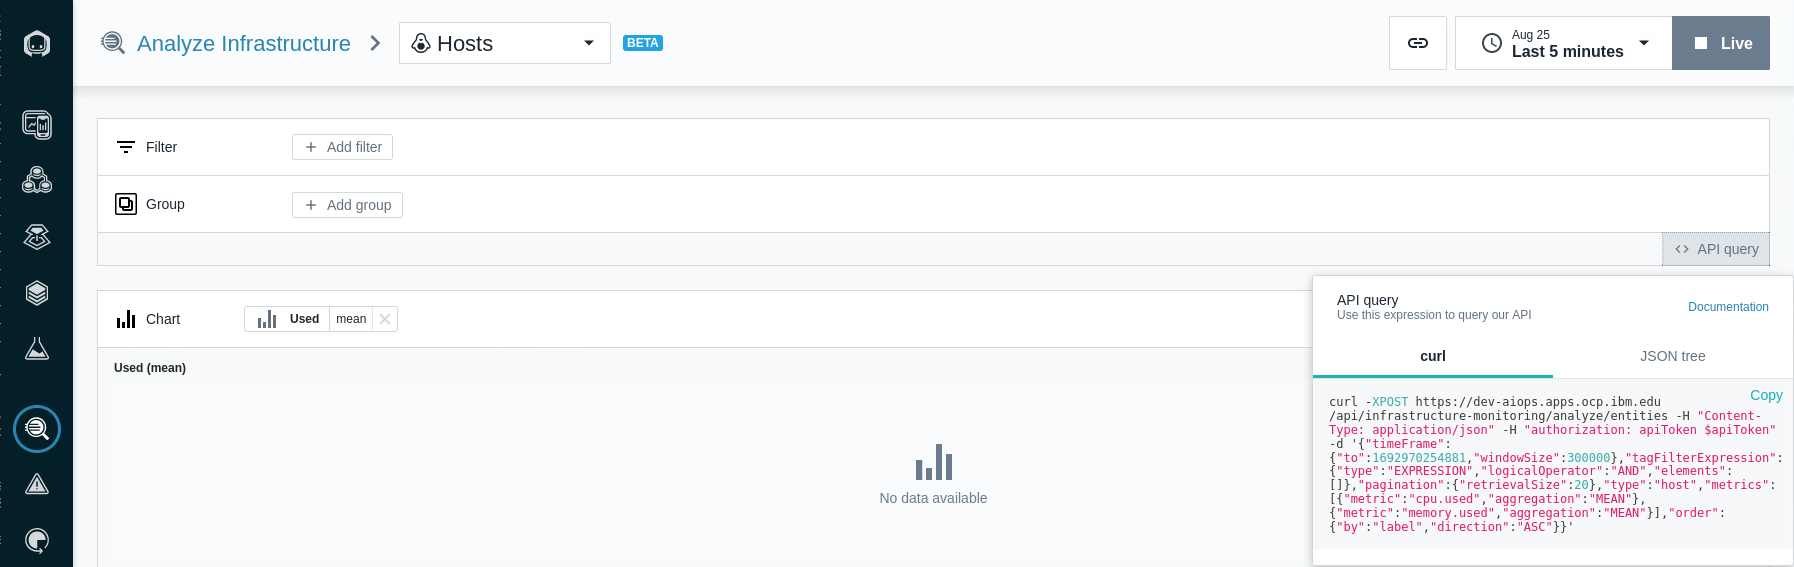 Analyze Infrastructure
Hosts
BETA
Aug 25
Last 5 minutes
Live
Filter
+ Add filter
Group
+ Add group
<> API query
Chart
Used
mean
Used (mean)
No data available
API query
Documentation
Use this expression to query our API
curl
JSON tree
Copy
curl -XPOST https://dev-aiops.apps.ocp.ibm.edu
/api/infrastructure-monitoring/analyze/entities -H "Content-
Type: application/json" -H "authorization: apiToken $apiToken"
-d '{"timeFrame":
{"to":1692970254881,"windowSize":300000},"tagFilterExpression":
{"type":"EXPRESSION","logicalOperator":"AND","elements":
[]},"pagination":{"retrievalSize":20},"type":"host","metrics":
[{"metric":"cpu.used","aggregation":"MEAN"},
{"metric":"memory.used","aggregation":"MEAN"}],"order":
{"by":"label","direction":"ASC"}}'